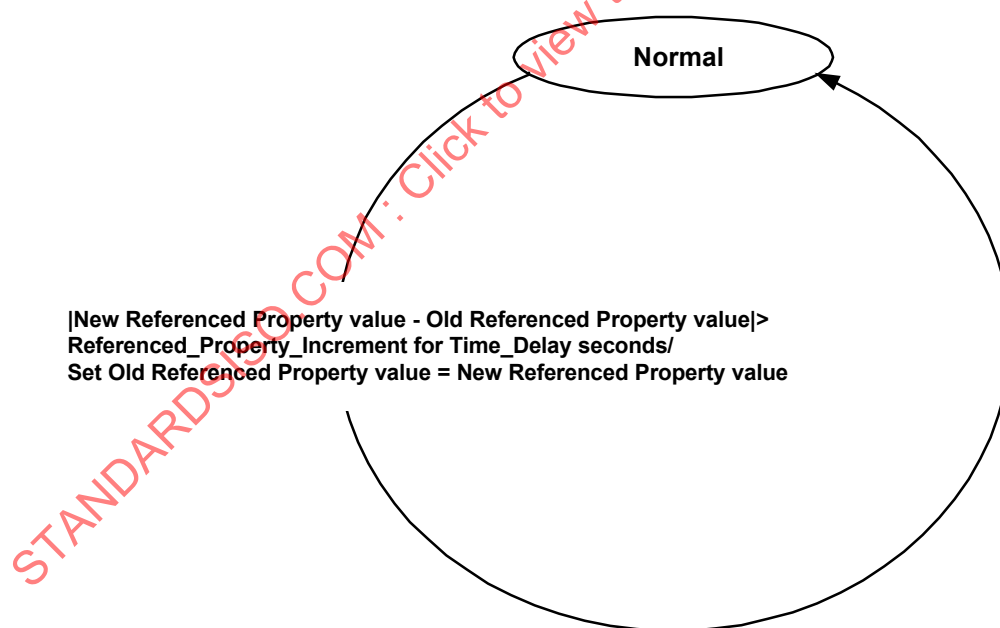 Normal
|New Referenced Property value - Old Referenced Property value|>
Referenced_Property_Increment for Time_Delay seconds/
Set Old Referenced Property value = New Referenced Property value
STANDARDSISO.COM : Click to view